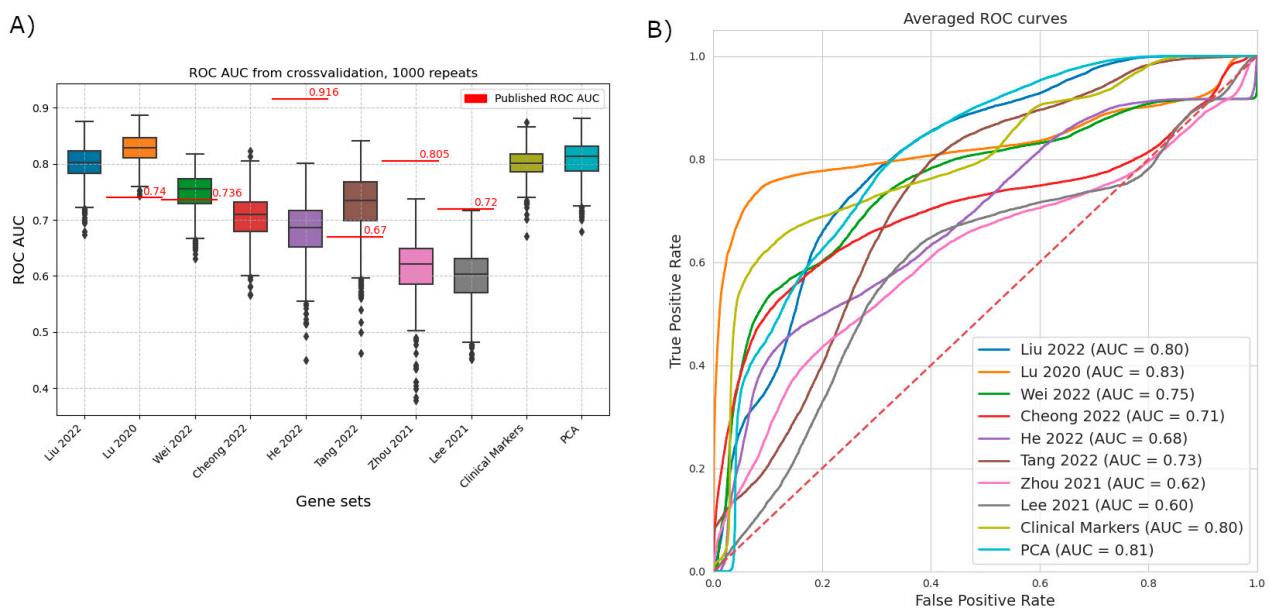 A)
ROC AUC from crossvalidation, 1000 repeats
Published ROC AUC
0.916
0.805
0.74
0.736
0.72
0.67
0.9
0.8
0.7
0.6
0.5
0.4
ROC AUC
Liu 2022
Lu 2020
Wei 2022
Cheong 2022
He 2022
Tang 2022
Zhou 2021
Lee 2021
Clinical Markers
PCA
Gene sets
B)
Averaged ROC curves
1.0
0.8
0.6
0.4
0.2
0.0
True Positive Rate
Liu 2022 (AUC = 0.80)
Lu 2020 (AUC = 0.83)
Wei 2022 (AUC = 0.75)
Cheong 2022 (AUC = 0.71)
He 2022 (AUC = 0.68)
Tang 2022 (AUC = 0.73)
Zhou 2021 (AUC = 0.62)
Lee 2021 (AUC = 0.60)
Clinical Markers (AUC = 0.80)
PCA (AUC = 0.81)
0.0 0.2 0.4 0.6 0.8 1.0
False Positive Rate